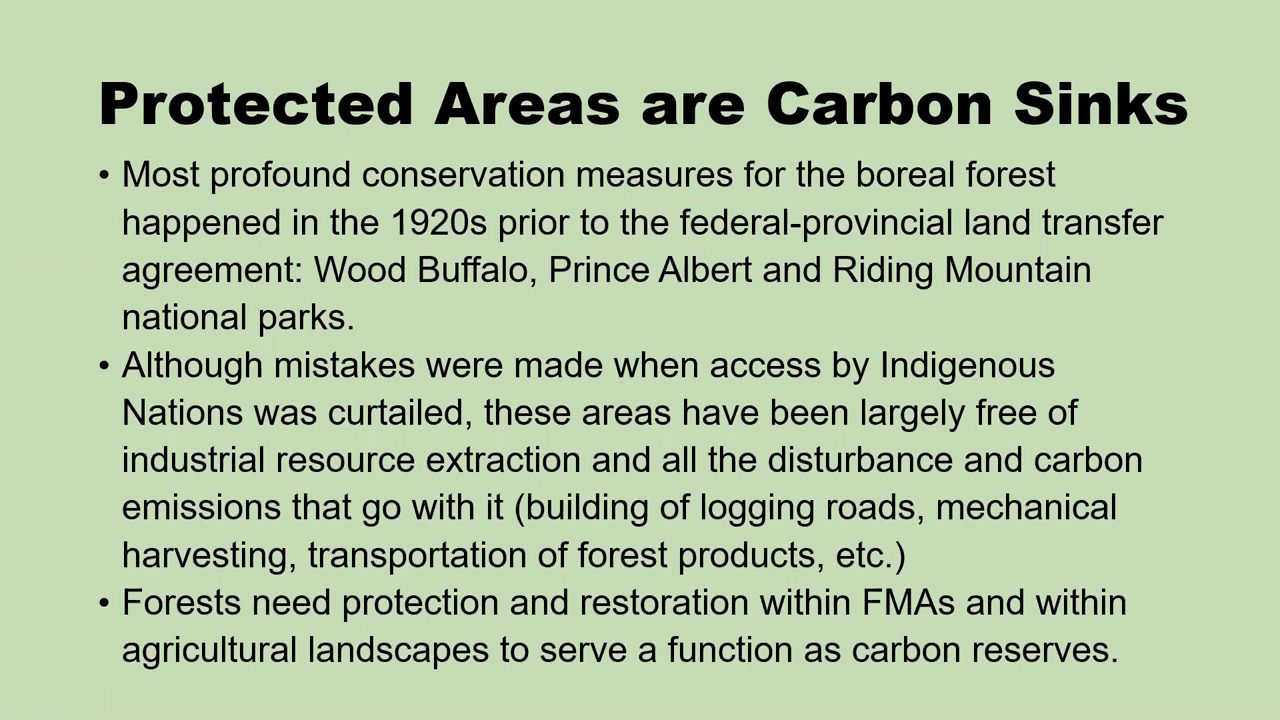 Protected Areas are Carbon Sinks
• Most profound conservation measures for the boreal forest
happened in the 1920s prior to the federal-provincial land transfer
agreement: Wood Buffalo, Prince Albert and Riding Mountain
national parks.
• Although mistakes were made when access by Indigenous
Nations was curtailed, these areas have been largely free of
industrial resource extraction and all the disturbance and carbon
emissions that go with it (building of logging roads, mechanical
harvesting, transportation of forest products, etc.)
• Forests need protection and restoration within FMAs and within
agricultural landscapes to serve a function as carbon reserves.